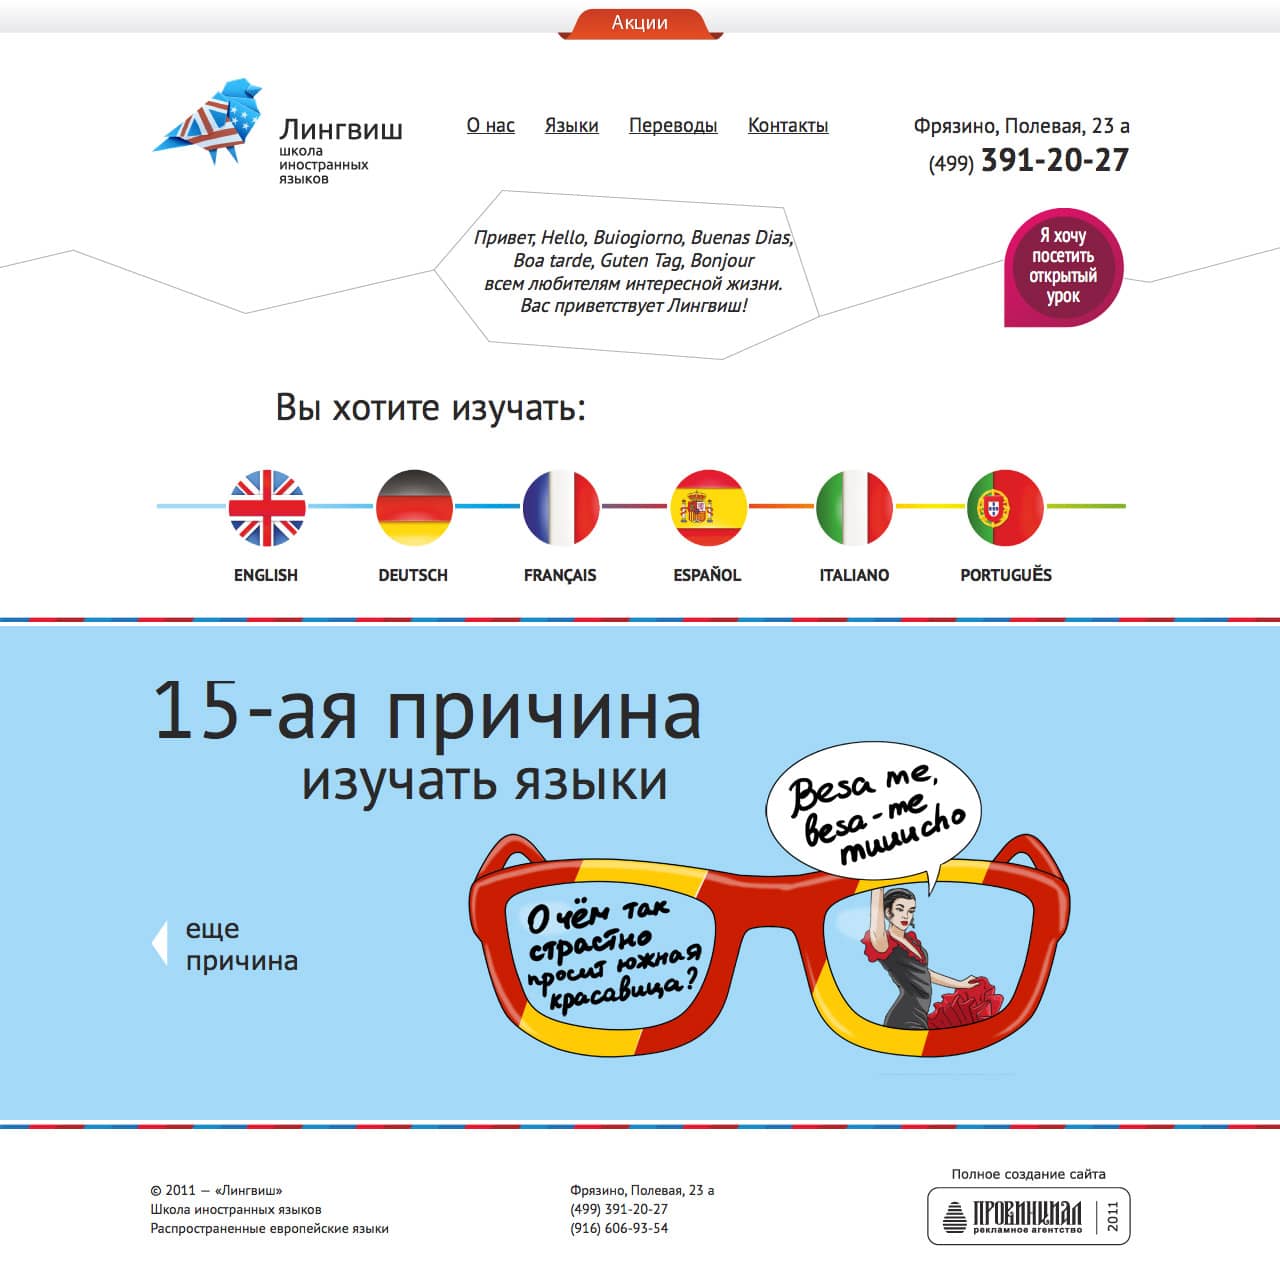 Акции
Лингвиш
школа
иностранных
языков
О нас Языки Переводы Контакты
Фрязино, Полевая, 23 а
(499) 391-20-27
Привет, Hello, Buiogiorno, Buenas Dias,
Boa tarde, Guten Tag, Bonjour
всем любителям интересной жизни.
Вас приветствует Лингвиш!
Я хочу
посетить
открытый
урок
Вы хотите изучать:
ENGLISH DEUTSCH FRANÇAIS ESPAÑOL ITALIANO PORTUGUĔS
15-ая причина
изучать языки
Besa me,
besa-me
muuucho
О чём так
страстно
просит южная
красавица?
еще
причина
© 2011 — «Лингвиш»
Школа иностранных языков
Распространенные европейские языки
Фрязино, Полевая, 23 а
(499) 391-20-27
(916) 606-93-54
Полное создание сайта
ПРОВИНЦИАЛ
рекламное агентство
2011